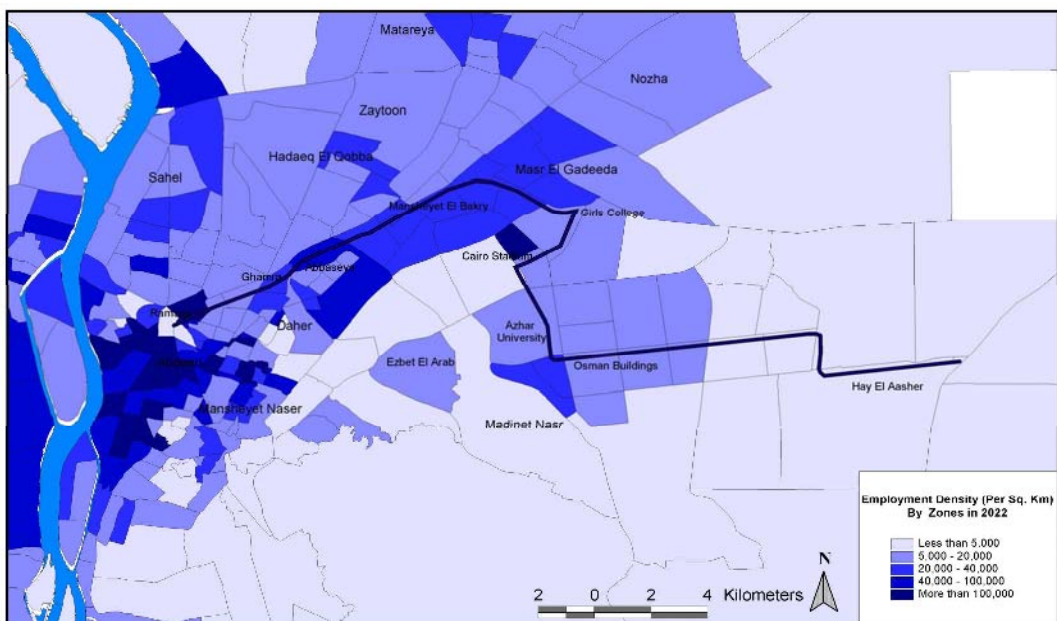 Matareya
Nozha
Zaytoon
Hadaeq El Qobba
Masr El Gadeeda
Sahel
Mansheyet El Bakry
Girls College
Cairo
Abbaseya
Ghamra
Daher
Azhar
University
Ezbet El Arab
Osman Buildings
Hay El Aasher
Manshayet Naser
Madinet Nasr
Employment Density (Per Sq. Km)
By Zones in 2022
Less than 5,000
5,000 - 20,000
20,000 - 40,000
40,000 - 100,000
More than 100,000
N
2 0 2 4 Kilometers